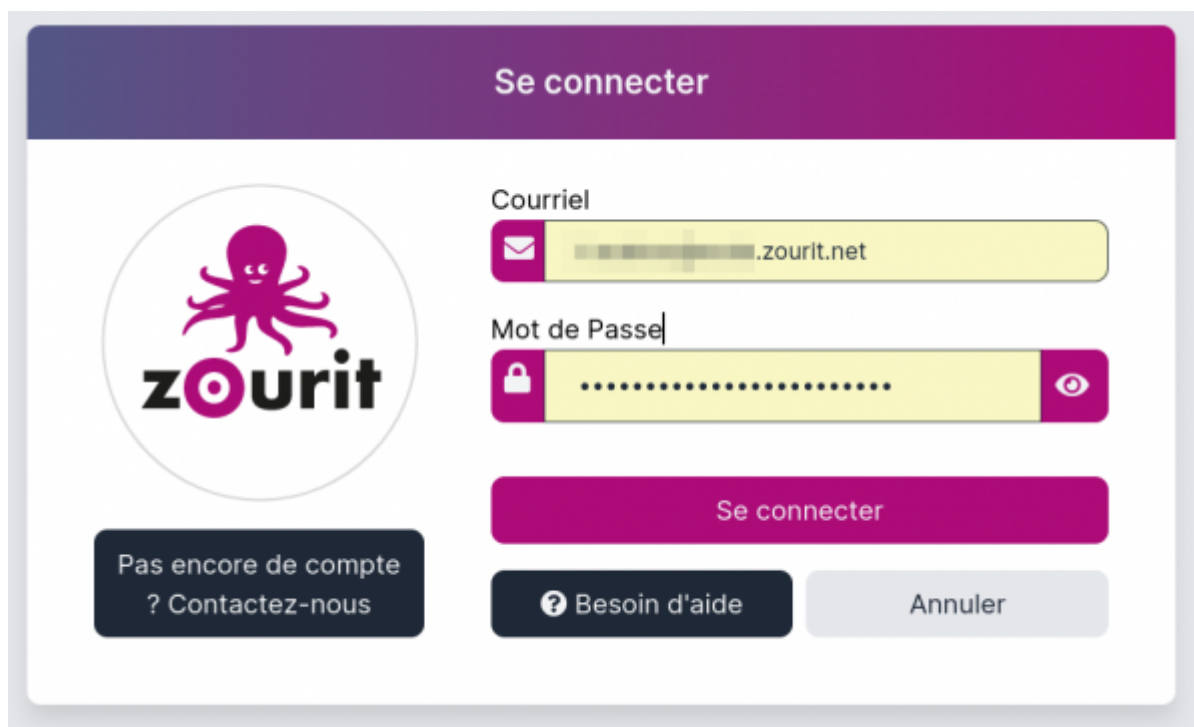 Se connecter
Courriel
.zourit.net
Mot de Passe
zourit
Se connecter
Pas encore de compte
? Contactez-nous
Besoin d'aide
Annuler